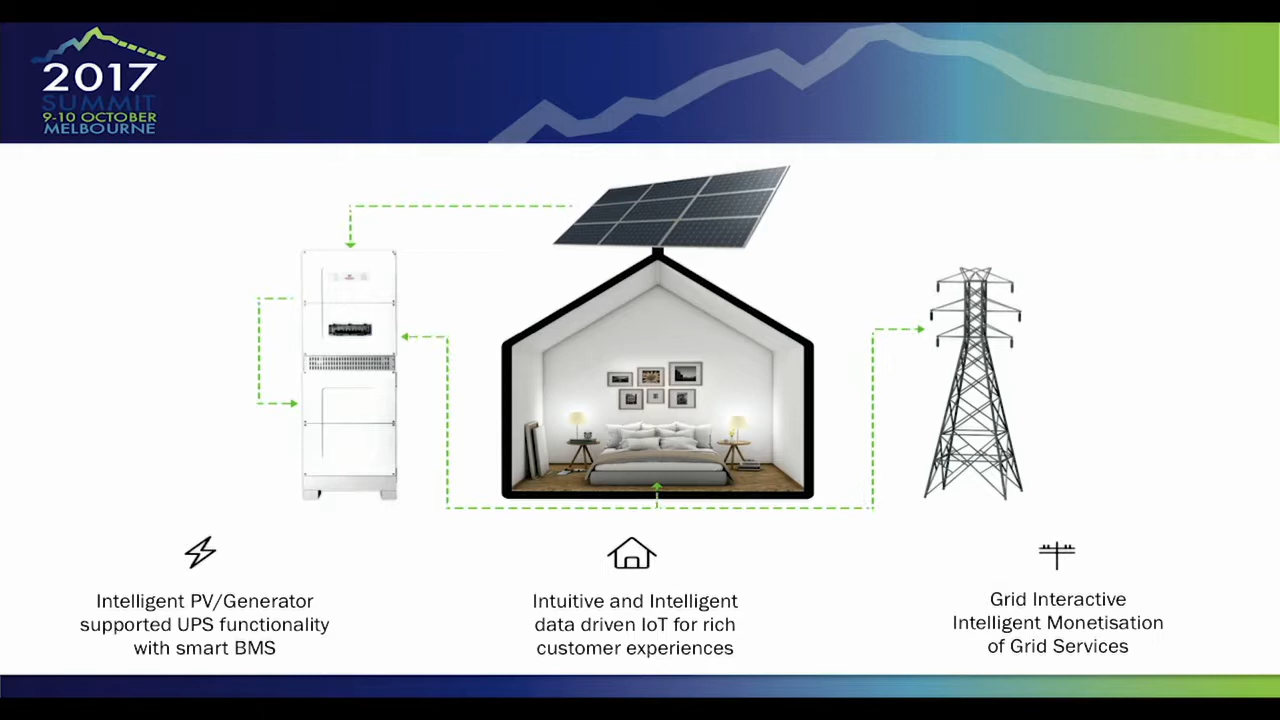 2017
SUMMIT
9-10 OCTOBER
MELBOURNE
Intelligent PV/Generator
supported UPS functionality
with smart BMS
Intuitive and Intelligent
data driven IoT for rich
customer experiences
Grid Interactive
Intelligent Monetisation
of Grid Services